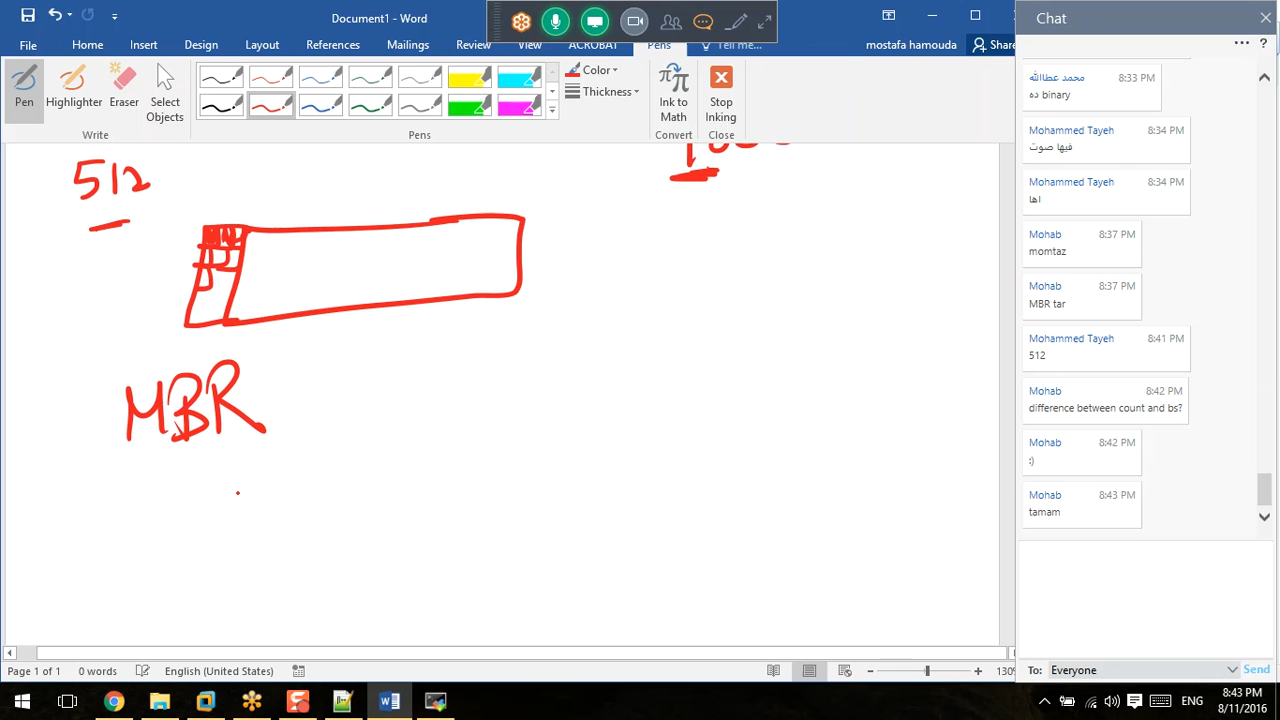 Document1 - Word
Chat
File
Home
Insert
Design
Layout
References
Mailings
Review
View
ACROBAT
Pens
Tell me...
mostafa hamouda
Share
Pen
Highlighter
Eraser
Select
Objects
Write
Pens
Color
Thickness
Ink to
Math
Convert
Stop
Inking
Close
512
MBR
محمد عطاالله 8:33 PM
ده binary
Mohammed Tayeh 8:34 PM
فيها صوت
Mohammed Tayeh 8:34 PM
اها
Mohab 8:37 PM
momtaz
Mohab 8:37 PM
MBR tar
Mohammed Tayeh 8:41 PM
512
Mohab 8:42 PM
difference between count and bs?
Mohab 8:42 PM
:)
Mohab 8:43 PM
tamam
To: Everyone Send
Page 1 of 1 0 words English (United States) 130%
ENG
8:43 PM
8/11/2016